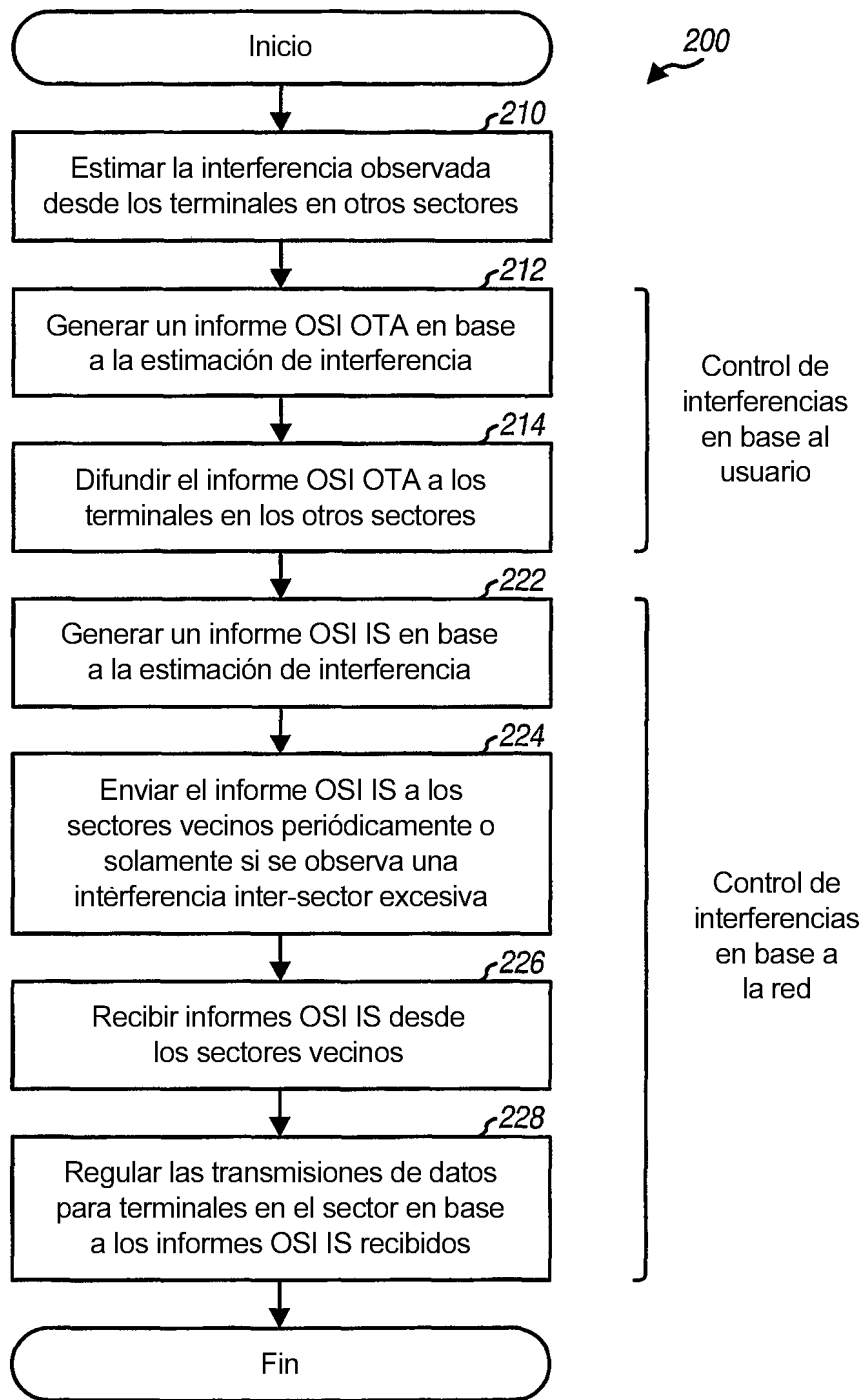 Inicio
200
210
Estimar la interferencia observada
desde los terminales en otros sectores
212
Generar un informe OSI OTA en base
a la estimación de interferencia
214
Difundir el informe OSI OTA a los
terminales en los otros sectores
Control de
interferencias
en base al
usuario
222
Generar un informe OSI IS en base
a la estimación de interferencia
224
Enviar el informe OSI IS a los
sectores vecinos periódicamente o
solamente si se observa una
interferencia inter-sector excesiva
226
Recibir informes OSI IS desde
los sectores vecinos
228
Regular las transmisiones de datos
para terminales en el sector en base
a los informes OSI IS recibidos
Control de
interferencias
en base a
la red
Fin